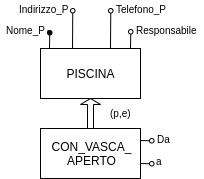 Indirizzo_P Telefono_P
Nome_P Responsabile
PISCINA
(p,e)
CON_VASCA_
APERTO
Da
a